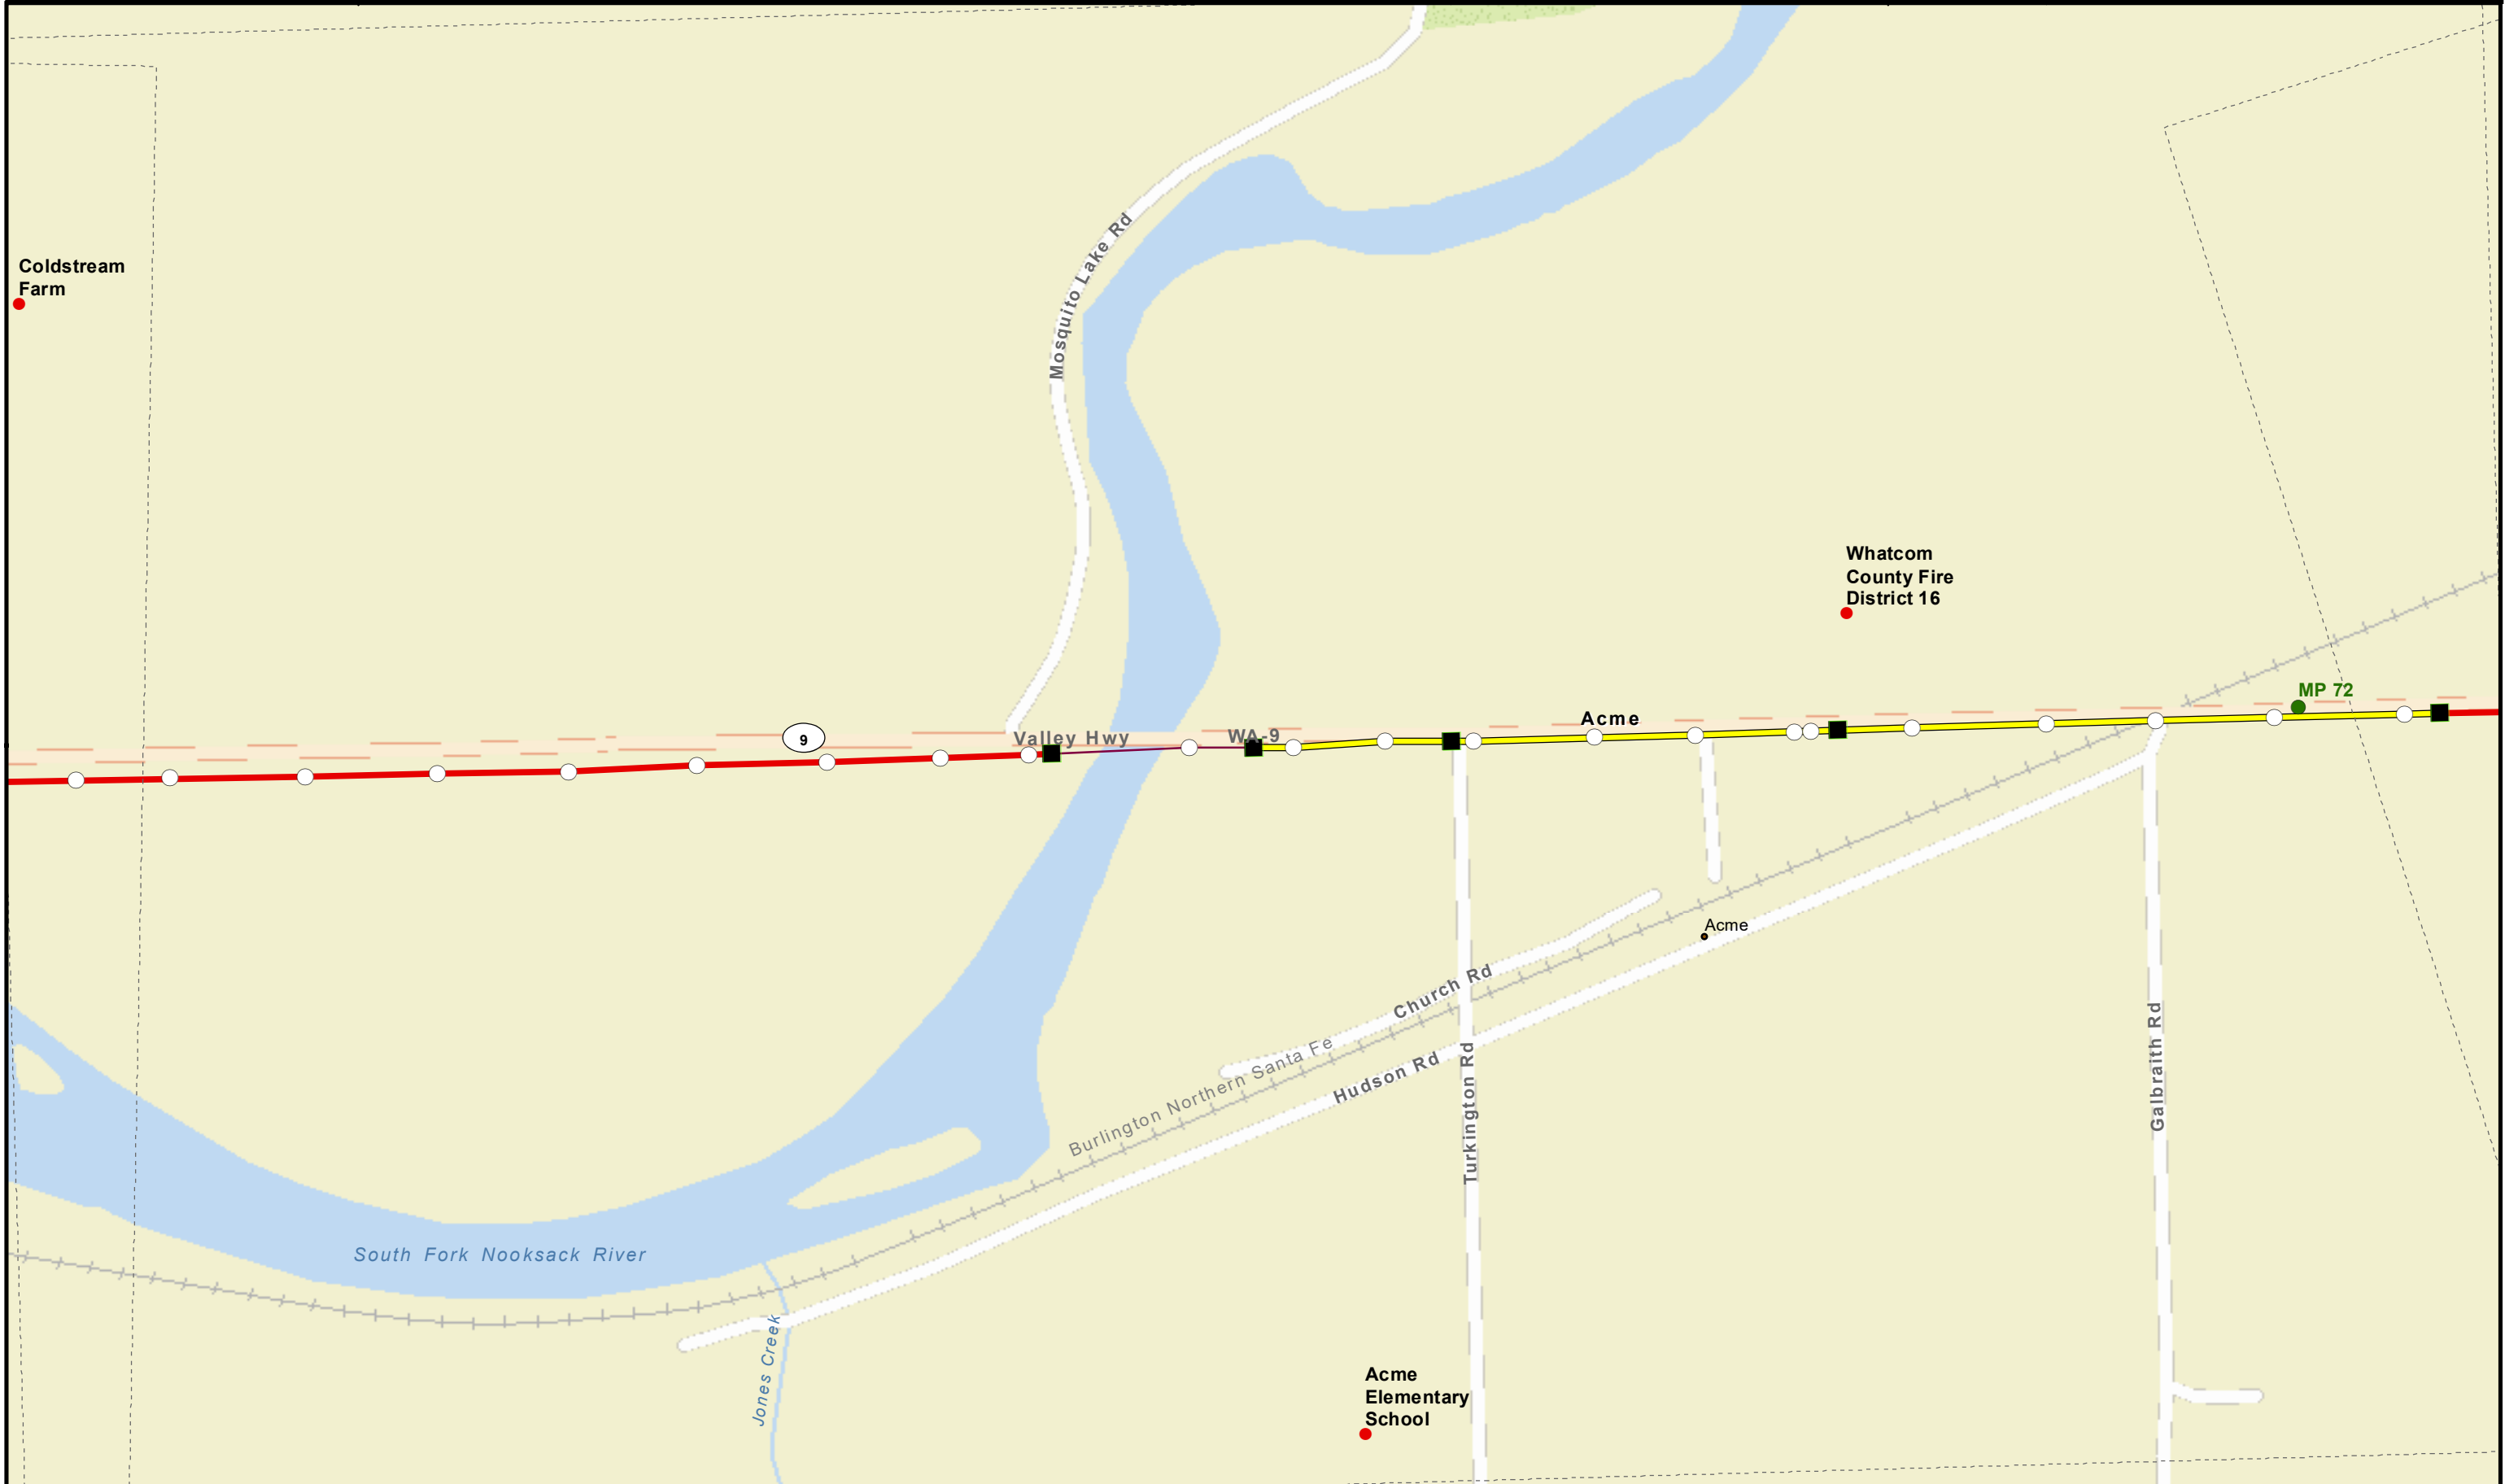 Mosquito Lake Rd
Coldstream
Farm
Whatcom
County Fire
District 16
MP 72
Acme
9
Valley Hwy
WA-9
Acme
Church Rd
Burlington Northern Santa Fe
Hudson Rd
Turkington Rd
Galbraith Rd
South Fork Nooksack River
Jones Creek
Acme
Elementary
School